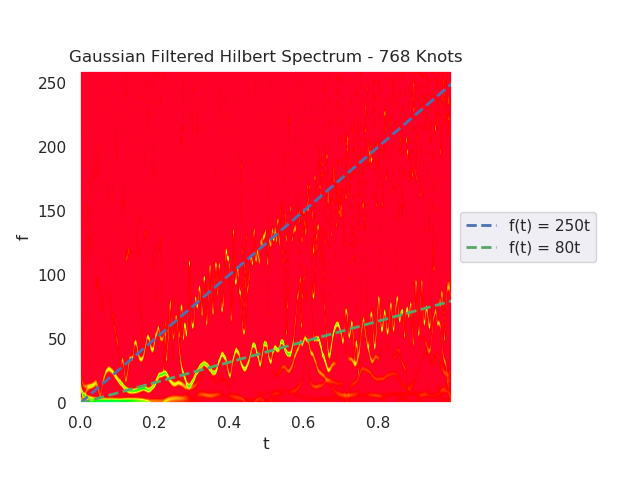 Gaussian Filtered Hilbert Spectrum - 768 Knots
250
200
150
100
50
0
f
0.0 0.2 0.4 0.6 0.8
t
f(t) = 250t
f(t) = 80t